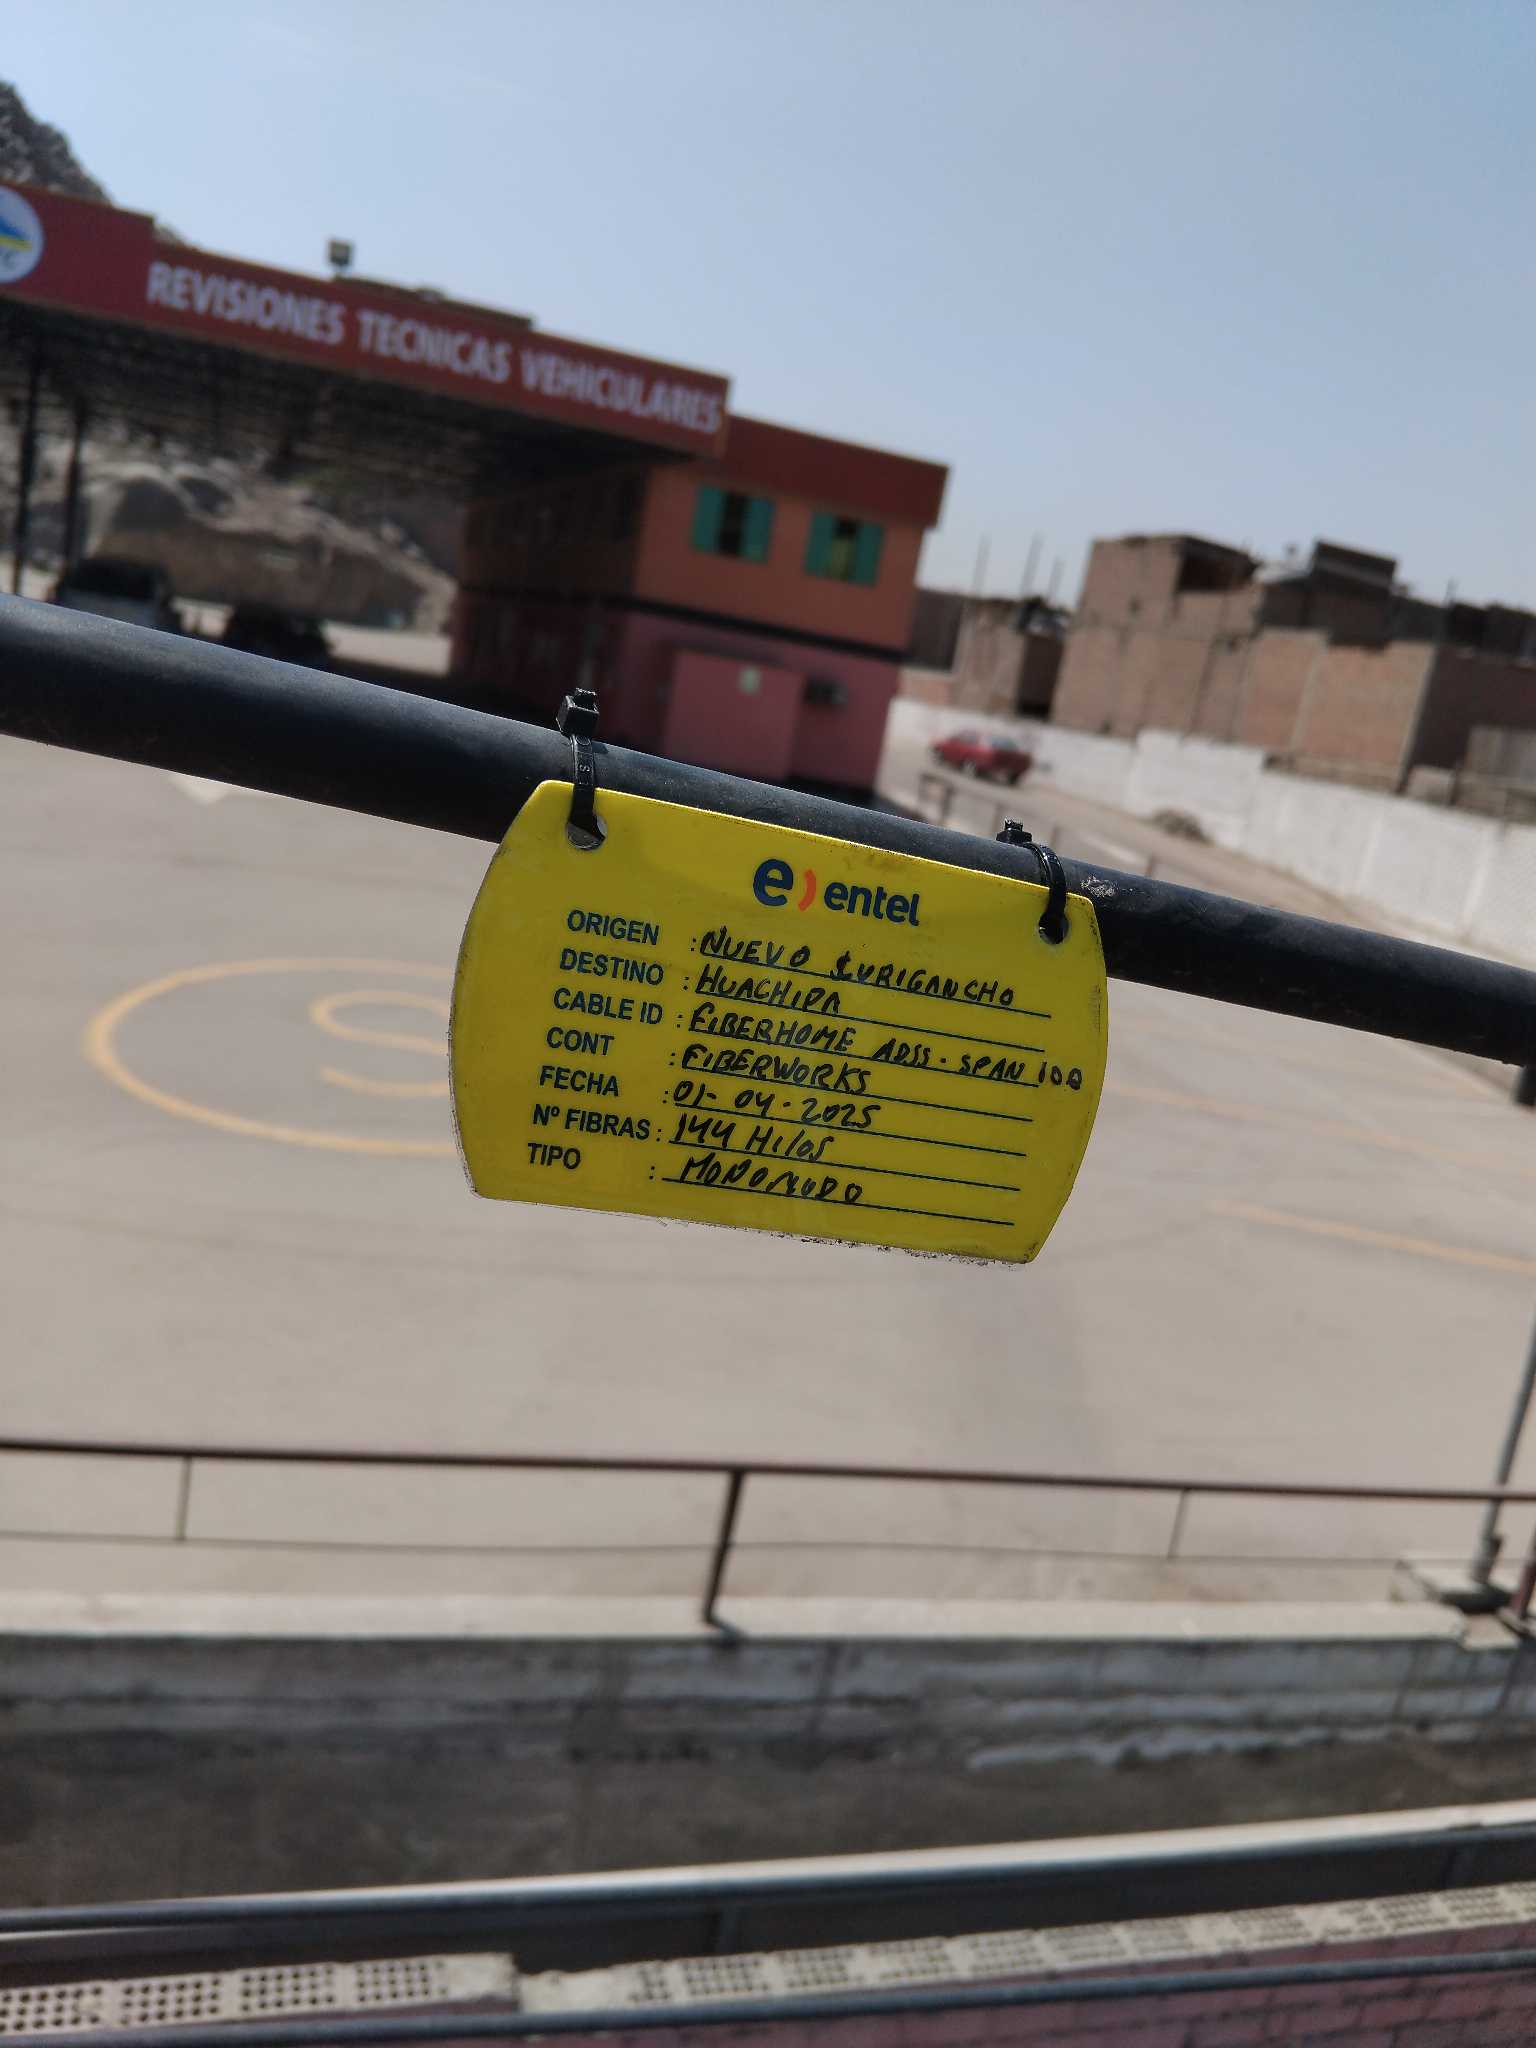 REVISIONES TECNICAS VEHICULARES
e) entel
ORIGEN : NUEVO LURIGANCHO
DESTINO : HUACHIPA
CABLE ID : FIBERHOME ADSS - SPAN 100
CONT : FIBERWORKS
FECHA : 01 - 04 - 2025
Nº FIBRAS : 144 Hilos
TIPO : MONOMODO
S